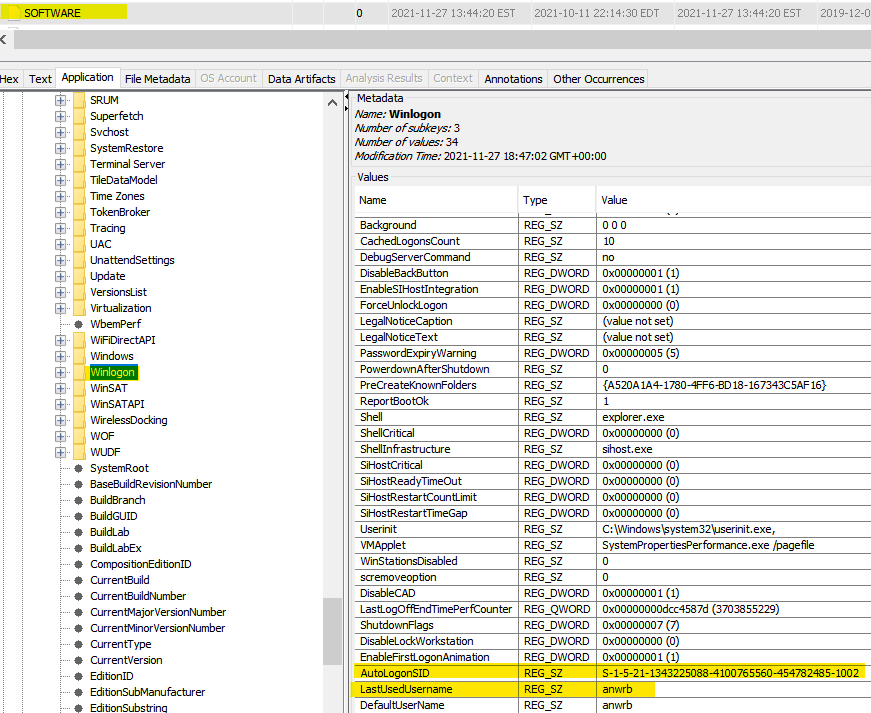 SOFTWARE 0 2021-11-27 13:44:20 EST 2021-10-11 22:14:30 EDT 2021-11-27 13:44:20 EST 2019-12-0
Hex Text Application File Metadata OS Account Data Artifacts Analysis Results Context Annotations Other Occurrences
SRUM
Superfetch
Svchost
SystemRestore
Terminal Server
TileDataModel
Time Zones
TokenBroker
Tracing
UAC
UnattendSettings
Update
VersionsList
Virtualization
WbemPerf
WiFiDirectAPI
Windows
Winlogon
WinSAT
WinSATAPI
WirelessDocking
WOF
WUDF
SystemRoot
BaseBuildRevisionNumber
BuildBranch
BuildGUID
BuildLab
BuildLabEx
CompositionEditionID
CurrentBuild
CurrentBuildNumber
CurrentMajorVersionNumber
CurrentMinorVersionNumber
CurrentType
CurrentVersion
EditionID
EditionSubManufacturer
EditionSubstring
Metadata
Name: Winlogon
Number of subkeys: 3
Number of values: 34
Modification Time: 2021-11-27 18:47:02 GMT+00:00
Values
Name Type Value
Background REG_SZ 0 0 0
CachedLogonsCount REG_SZ 10
DebugServerCommand REG_SZ no
DisableBackButton REG_DWORD 0x00000001 (1)
EnableSIHostIntegration REG_DWORD 0x00000001 (1)
ForceUnlockLogon REG_DWORD 0x00000000 (0)
LegalNoticeCaption REG_SZ (value not set)
LegalNoticeText REG_SZ (value not set)
PasswordExpiryWarning REG_DWORD 0x00000005 (5)
PowerdownAfterShutdown REG_SZ 0
PreCreateKnownFolders REG_SZ {A520A1A4-1780-4FF6-BD18-167343C5AF16}
ReportBootOk REG_SZ 1
Shell REG_SZ explorer.exe
ShellCritical REG_DWORD 0x00000000 (0)
ShellInfrastructure REG_SZ sihost.exe
SiHostCritical REG_DWORD 0x00000000 (0)
SiHostReadyTimeOut REG_DWORD 0x00000000 (0)
SiHostRestartCountLimit REG_DWORD 0x00000000 (0)
SiHostRestartTimeGap REG_DWORD 0x00000000 (0)
Userinit REG_SZ C:\Windows\system32\userinit.exe,
VMApplet REG_SZ SystemPropertiesPerformance.exe /pagefile
WinStationsDisabled REG_SZ 0
scremoveoption REG_SZ 0
DisableCAD REG_DWORD 0x00000001 (1)
LastLogOffEndTimePerfCounter REG_QWORD 0x00000000dcc4587d (3703855229)
ShutdownFlags REG_DWORD 0x00000007 (7)
DisableLockWorkstation REG_DWORD 0x00000000 (0)
EnableFirstLogonAnimation REG_DWORD 0x00000001 (1)
AutoLogonSID REG_SZ S-1-5-21-1343225088-4100765560-454782485-1002
LastUsedUsername REG_SZ anwrb
DefaultUserName REG_SZ anwrb